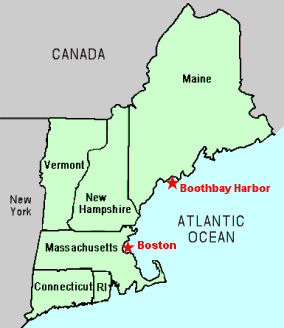 CANADA
Maine
Vermont
Boothbay Harbor
New
York
New
Hampshire
ATLANTIC
OCEAN
Massachusetts
Boston
Connecticut
RI